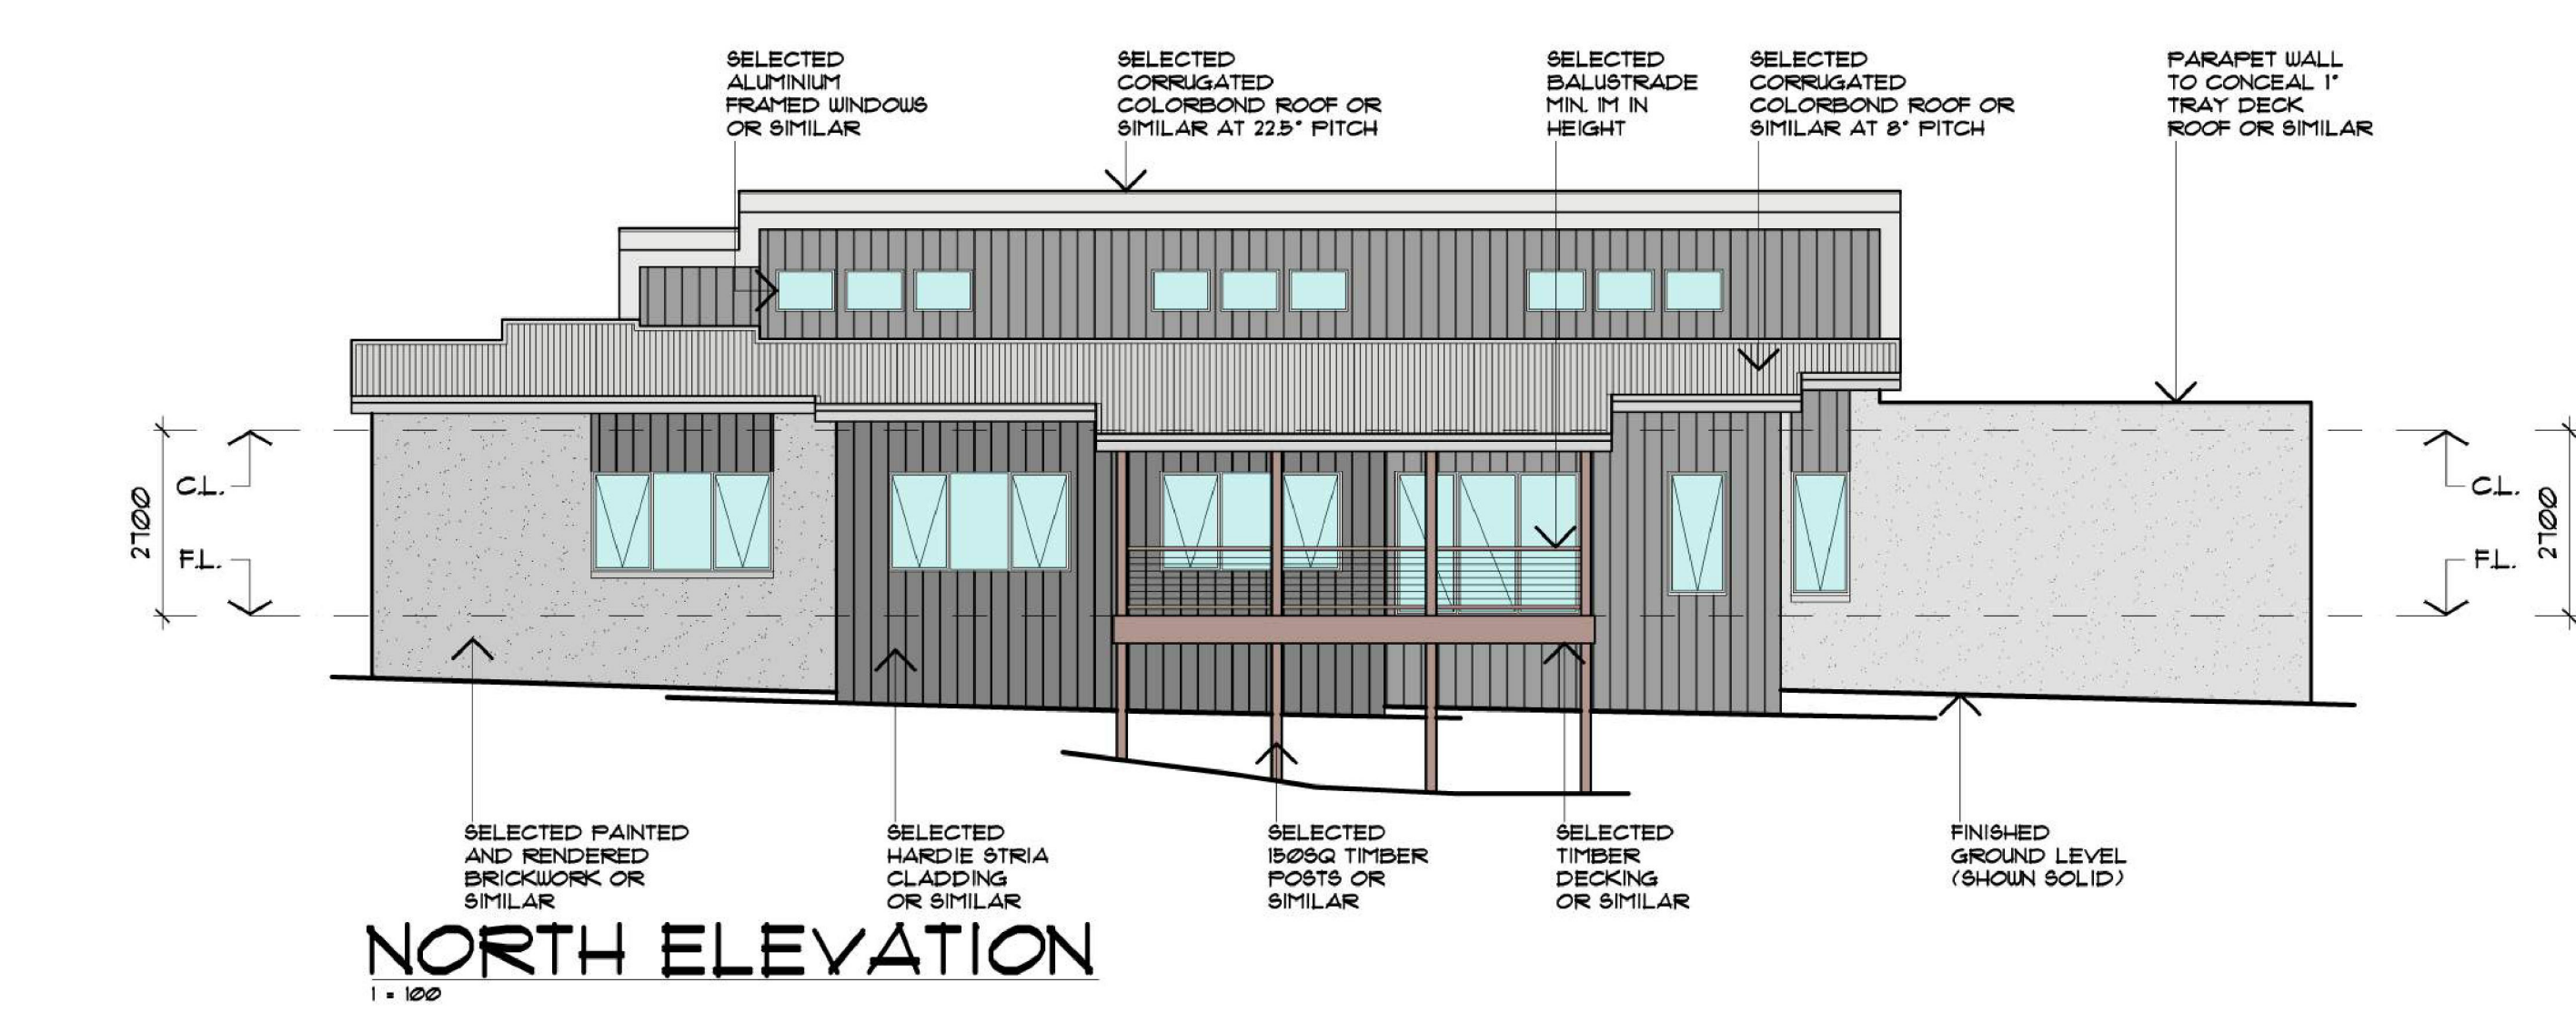 SELECTED
ALUMINIUM
FRAMED WINDOWS
OR SIMILAR
SELECTED
CORRUGATED
COLORBOND ROOF OR
SIMILAR AT 22.5° PITCH
SELECTED
BALUSTRADE
MIN. 1M IN
HEIGHT
SELECTED
CORRUGATED
COLORBOND ROOF OR
SIMILAR AT 8° PITCH
PARAPET WALL
TO CONCEAL 1°
TRAY DECK
ROOF OR SIMILAR
2700
C.L.
F.L.
C.L.
F.L.
2700
SELECTED PAINTED
AND RENDERED
BRICKWORK OR
SIMILAR
SELECTED
HARDIE STRIA
CLADDING
OR SIMILAR
SELECTED
150SQ TIMBER
POSTS OR
SIMILAR
SELECTED
TIMBER
DECKING
OR SIMILAR
FINISHED
GROUND LEVEL
(SHOWN SOLID)
NORTH ELEVATION
1 = 100